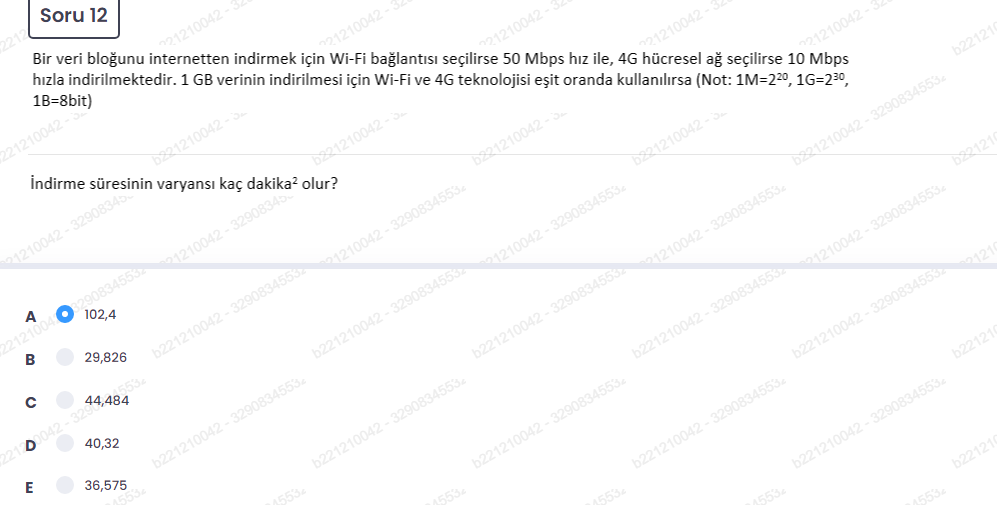 Soru 12
Bir veri bloğunu internetten indirmek için Wi-Fi bağlantısı seçilirse 50 Mbps hız ile, 4G hücresel ağ seçilirse 10 Mbps
hızla indirilmektedir. 1 GB verinin indirilmesi için Wi-Fi ve 4G teknolojisi eşit oranda kullanılırsa (Not: 1M=2²⁰, 1G=2³⁰,
1B=8bit)
İndirme süresinin varyansı kaç dakika² olur?
A 102,4
B 29,826
C 44,484
D 40,32
E 36,575